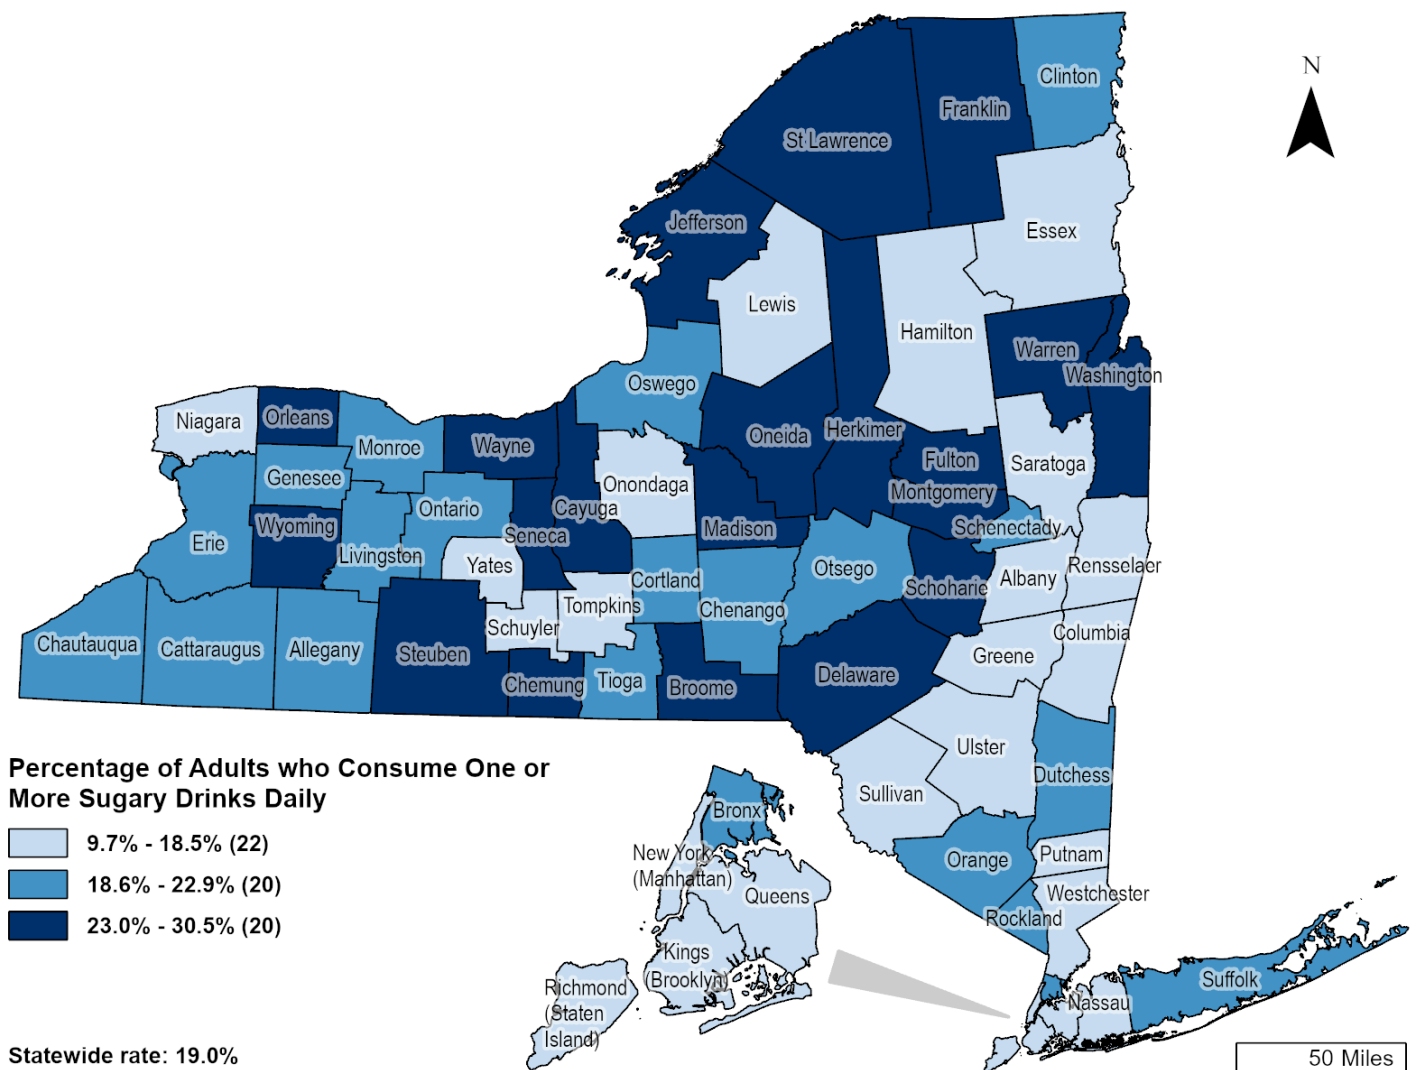 N
Clinton
Franklin
St Lawrence
Jefferson
Essex
Lewis
Hamilton
Warren
Washington
Oswego
Niagara
Orleans
Monroe
Wayne
Oneida
Herkimer
Fulton
Saratoga
Genesee
Onondaga
Montgomery
Ontario
Cayuga
Wyoming
Madison
Schenectady
Seneca
Erie
Livingston
Yates
Otsego
Rensselaer
Cortland
Albany
Schoharie
Tompkins
Chenango
Schuyler
Columbia
Chautauqua
Cattaraugus
Allegany
Steuben
Greene
Chemung
Tioga
Broome
Delaware
Ulster
Dutchess
Sullivan
Bronx
New York
(Manhattan)
Orange
Putnam
Queens
Westchester
Rockland
Kings
(Brooklyn)
Richmond
(Staten
Island)
Nassau
Suffolk
Percentage of Adults who Consume One or
More Sugary Drinks Daily
9.7% - 18.5% (22)
18.6% - 22.9% (20)
23.0% - 30.5% (20)
Statewide rate: 19.0%
50 Miles